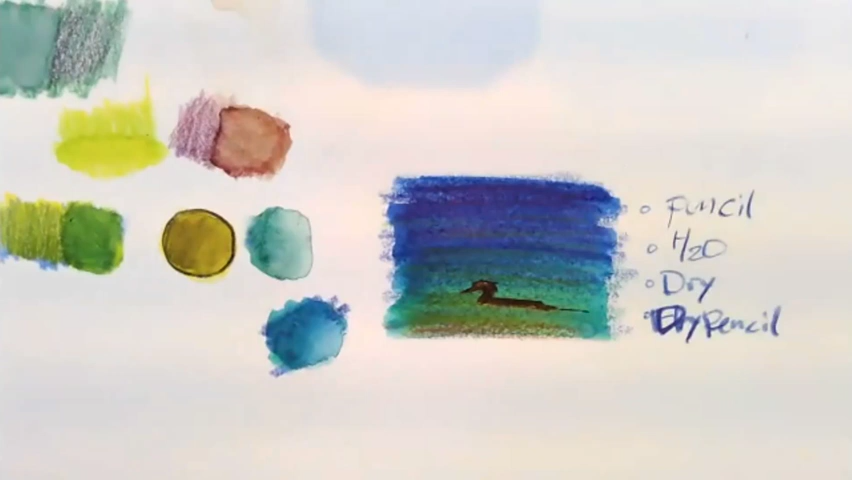 ◦ Pencil
◦ H2O
◦ Dry
◦ Dry Pencil